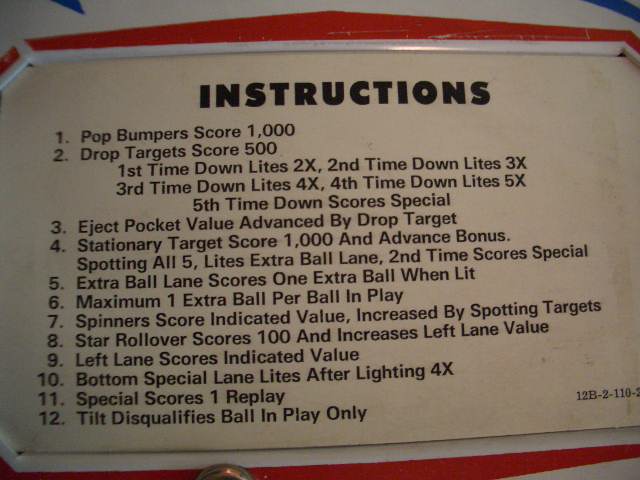 INSTRUCTIONS
1. Pop Bumpers Score 1,000
2. Drop Targets Score 500
1st Time Down Lites 2X, 2nd Time Down Lites 3X
3rd Time Down Lites 4X, 4th Time Down Lites 5X
5th Time Down Scores Special
3. Eject Pocket Value Advanced By Drop Target
4. Stationary Target Score 1,000 And Advance Bonus.
Spotting All 5, Lites Extra Ball Lane, 2nd Time Scores Special
5. Extra Ball Lane Scores One Extra Ball When Lit
6. Maximum 1 Extra Ball Per Ball In Play
7. Spinners Score Indicated Value, Increased By Spotting Targets
8. Star Rollover Scores 100 And Increases Left Lane Value
9. Left Lane Scores Indicated Value
10. Bottom Special Lane Lites After Lighting 4X
11. Special Scores 1 Replay
12. Tilt Disqualifies Ball In Play Only
12B-2-110-2